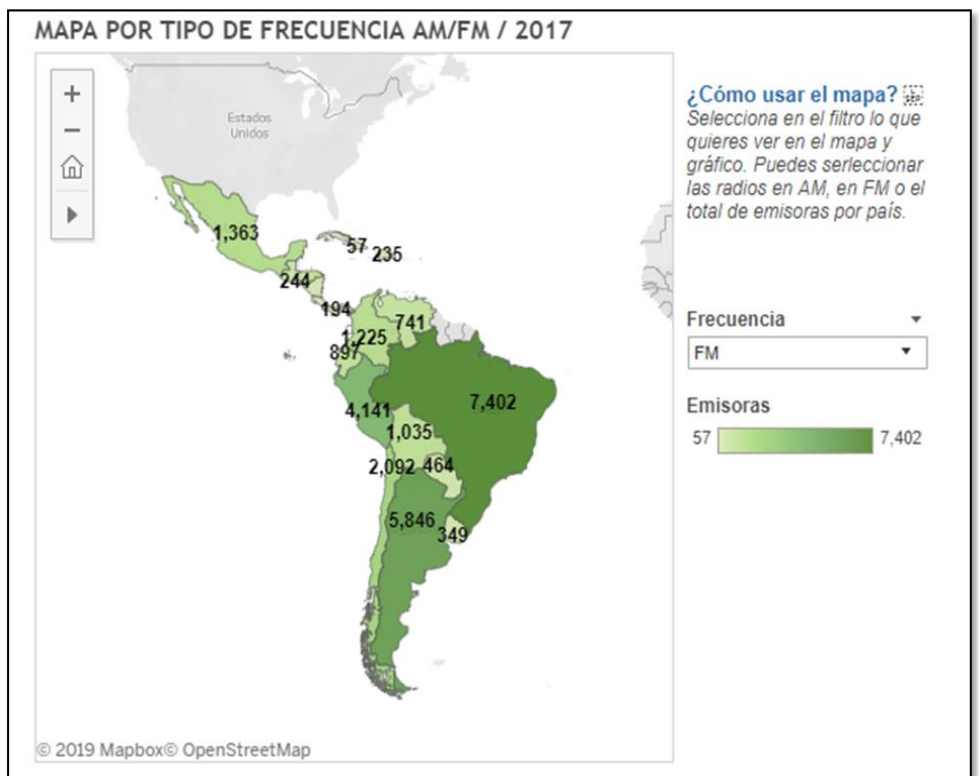 MAPA POR TIPO DE FRECUENCIA AM/FM / 2017
+
−
Estados
Unidos
1,363
57
235
244
194
741
1,225
897
7,402
4,141
1,035
2,092
464
5,846
349
© 2019 Mapbox© OpenStreetMap
¿Cómo usar el mapa?
Selecciona en el filtro lo que
quieres ver en el mapa y
gráfico. Puedes serleccionar
las radios en AM, en FM o el
total de emisoras por país.
Frecuencia
FM
Emisoras
57
7,402